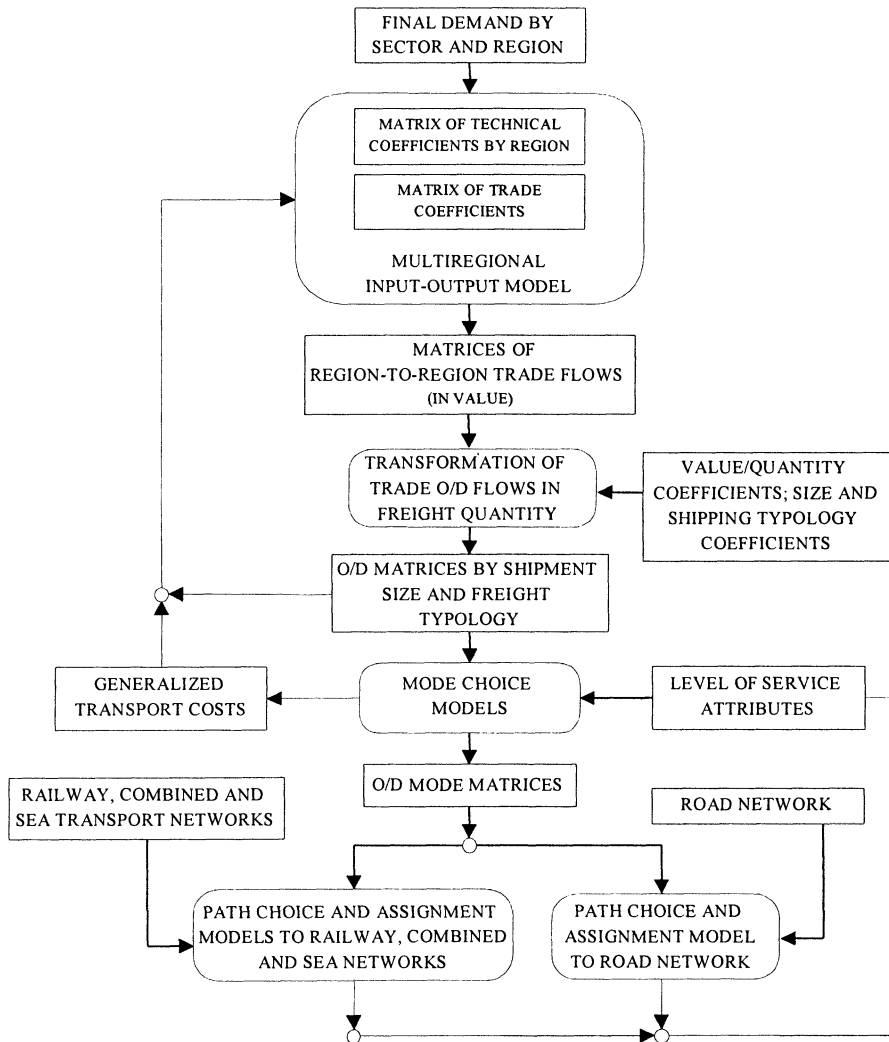 FINAL DEMAND BY
SECTOR AND REGION
MATRIX OF TECHNICAL
COEFFICIENTS BY REGION
MATRIX OF TRADE
COEFFICIENTS
MULTIREGIONAL
INPUT-OUTPUT MODEL
MATRICES OF
REGION-TO-REGION TRADE FLOWS
(IN VALUE)
TRANSFORMATION OF
TRADE O/D FLOWS IN
FREIGHT QUANTITY
VALUE/QUANTITY
COEFFICIENTS; SIZE AND
SHIPPING TYPOLOGY
COEFFICIENTS
O/D MATRICES BY SHIPMENT
SIZE AND FREIGHT
TYPOLOGY
GENERALIZED
TRANSPORT COSTS
MODE CHOICE
MODELS
LEVEL OF SERVICE
ATTRIBUTES
O/D MODE MATRICES
RAILWAY, COMBINED AND
SEA TRANSPORT NETWORKS
ROAD NETWORK
PATH CHOICE AND ASSIGNMENT
MODELS TO RAILWAY, COMBINED
AND SEA NETWORKS
PATH CHOICE AND
ASSIGNMENT MODEL
TO ROAD NETWORK